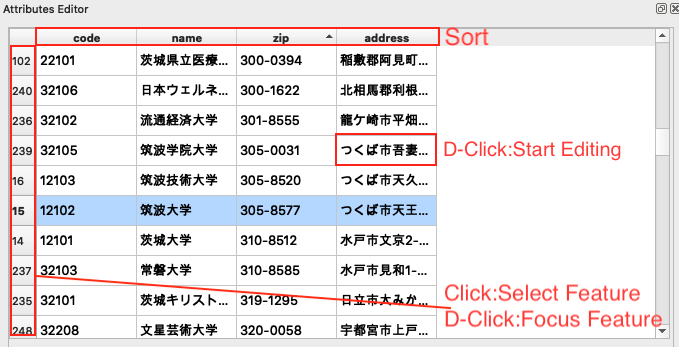 Attributes Editor
code name zip address Sort
102 22101 茨城県立医療... 300-0394 稲敷郡阿見町...
240 32106 日本ウェルネ... 300-1622 北相馬郡利根...
236 32102 流通経済大学 301-8555 龍ケ崎市平畑...
239 32105 筑波学院大学 305-0031 つくば市吾妻... D-Click:Start Editing
16 12103 筑波技術大学 305-8520 つくば市天久...
15 12102 筑波大学 305-8577 つくば市天王...
14 12101 茨城大学 310-8512 水戸市文京2-...
237 32103 常磐大学 310-8585 水戸市見和1-...
235 32101 茨城キリスト... 319-1295 日立市大みか... Click:Select Feature
248 32208 文星芸術大学 320-0058 宇都宮市上戸... D-Click:Focus Feature